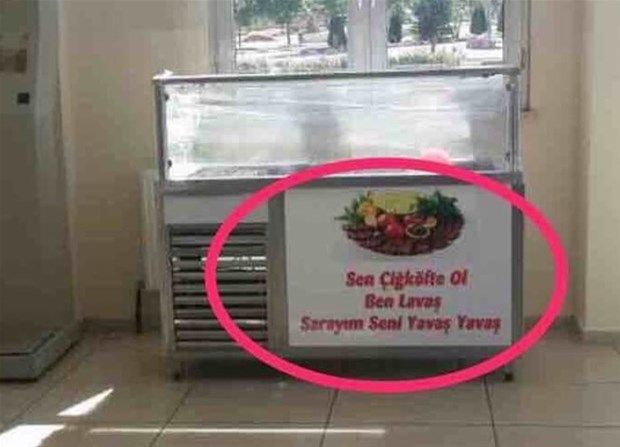 Sen Çiğköfte Ol
Ben Lavaş
Sarayım Seni Yavaş Yavaş